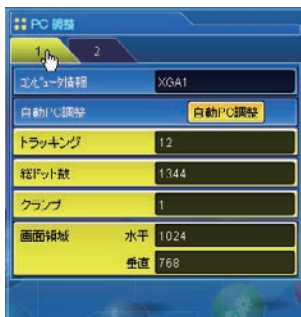 PC 調整
1 2
コンピュータ情報 XGA1
自動PC調整 自動PC調整
トラッキング 12
総ドット数 1344
クランプ 1
画面領域 水平 1024
垂直 768